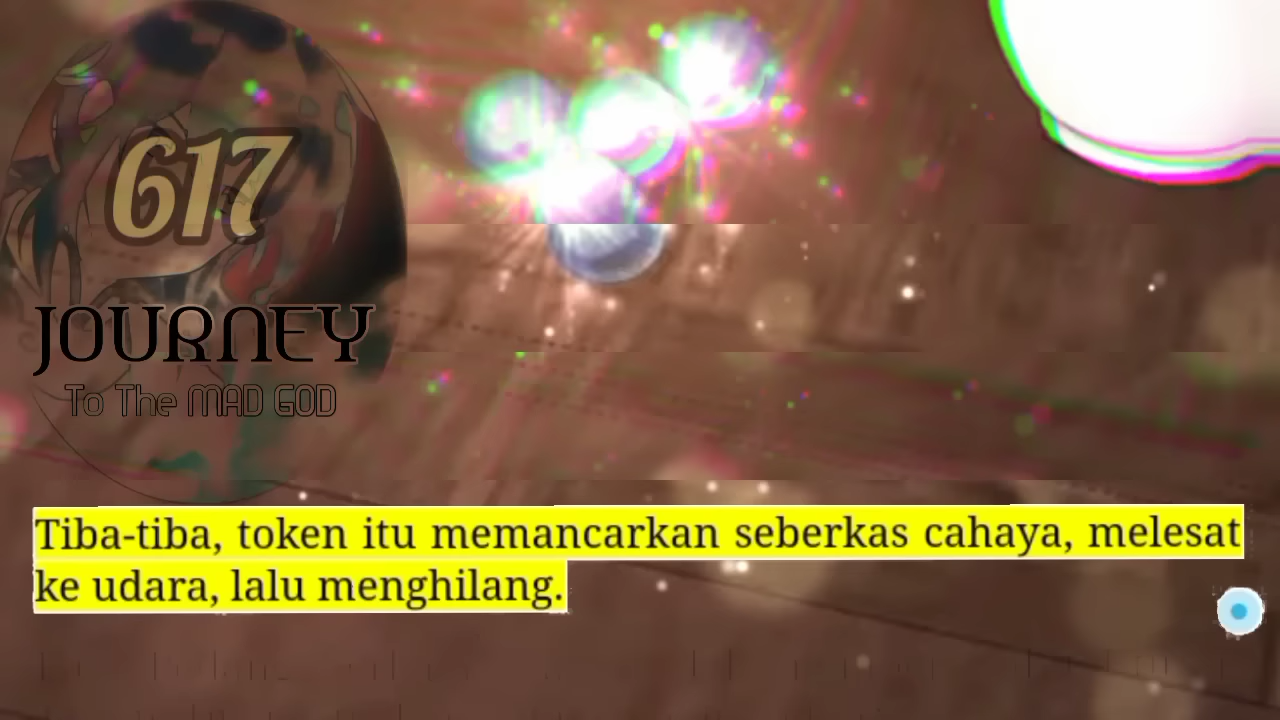 617
JOURNEY
To The MAD GOD
Tiba-tiba, token itu memancarkan seberkas cahaya, melesat
ke udara, lalu menghilang.